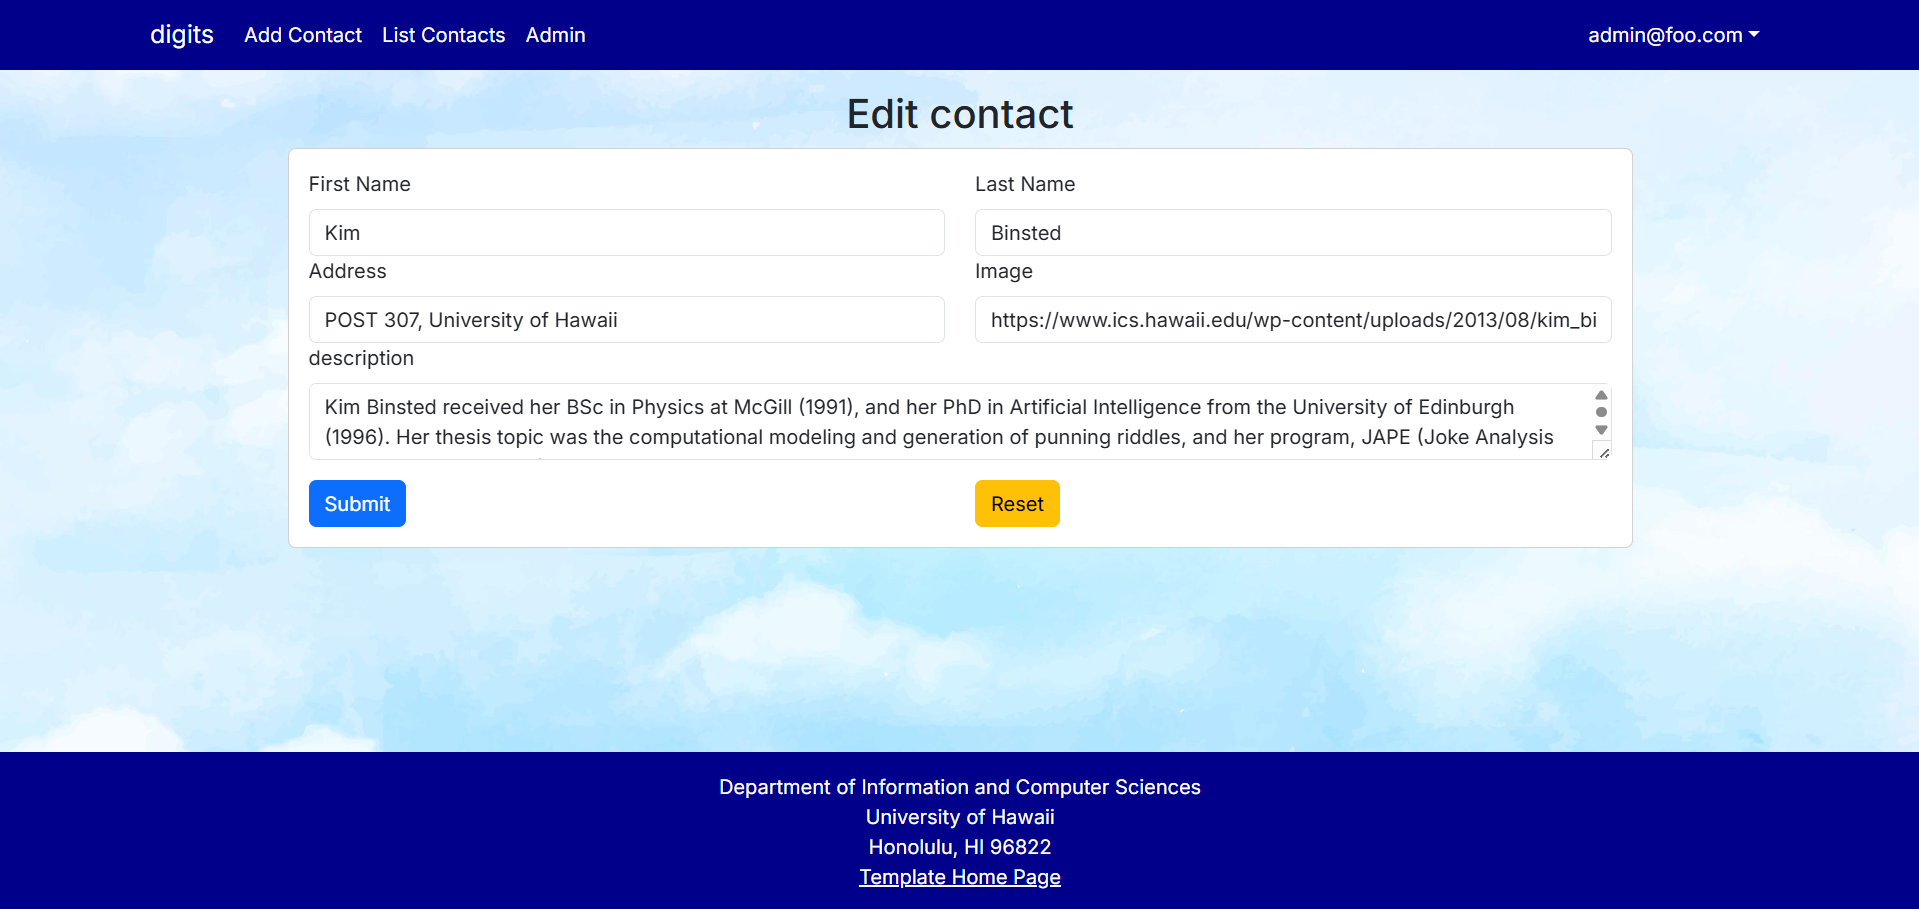 digits Add Contact List Contacts Admin admin@foo.com
Edit contact
First Name Last Name
Kim Binsted
Address Image
POST 307, University of Hawaii https://www.ics.hawaii.edu/wp-content/uploads/2013/08/kim_bi
description
Kim Binsted received her BSc in Physics at McGill (1991), and her PhD in Artificial Intelligence from the University of Edinburgh
(1996). Her thesis topic was the computational modeling and generation of punning riddles, and her program, JAPE (Joke Analysis
Submit Reset
Department of Information and Computer Sciences
University of Hawaii
Honolulu, HI 96822
Template Home Page